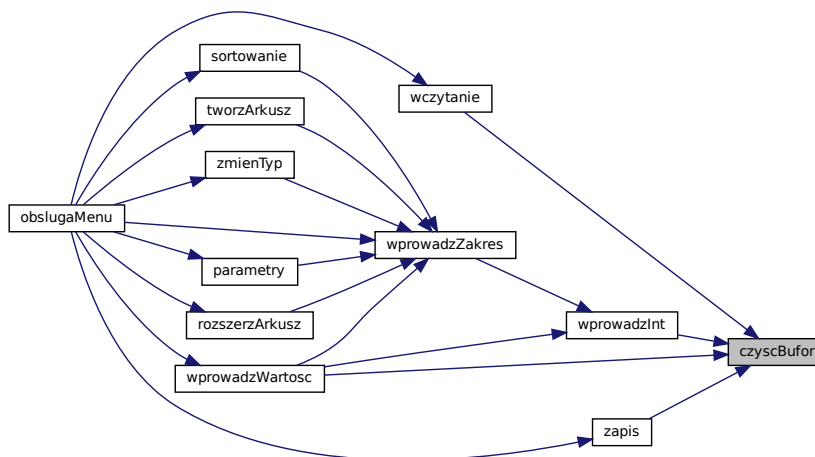 sortowanie
wczytanie
tworzArkusz
zmienTyp
obslugaMenu
wprowadzZakres
parametry
rozszerzArkusz
wprowadzInt
czyscBufor
wprowadzWartosc
zapis